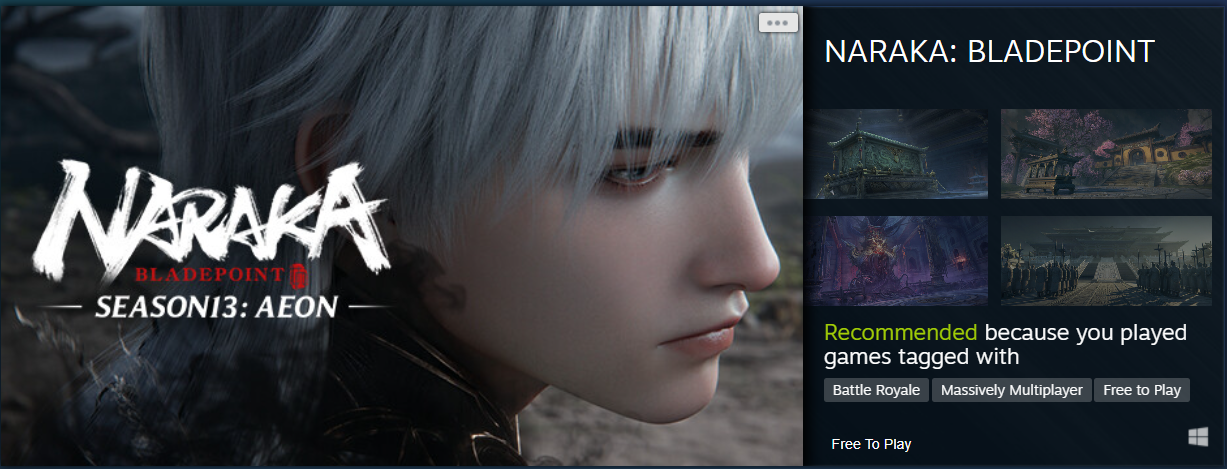 NARAKA
BLADEPOINT
SEASON13: AEON
NARAKA: BLADEPOINT
Recommended because you played
games tagged with
Battle Royale Massively Multiplayer Free to Play
Free To Play